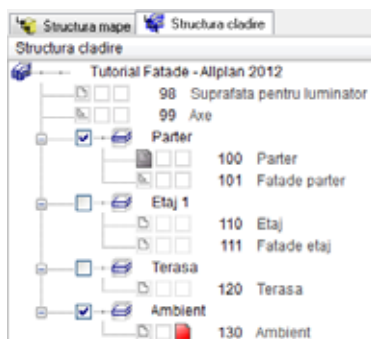 Structura mape Structura cladire
Structura cladire
Tutorial Fatade - Allplan 2012
98 Suprafata pentru luminator
99 Axe
Parter
100 Parter
101 Fatade parter
Etaj 1
110 Etaj
111 Fatade etaj
Terasa
120 Terasa
Ambient
130 Ambient